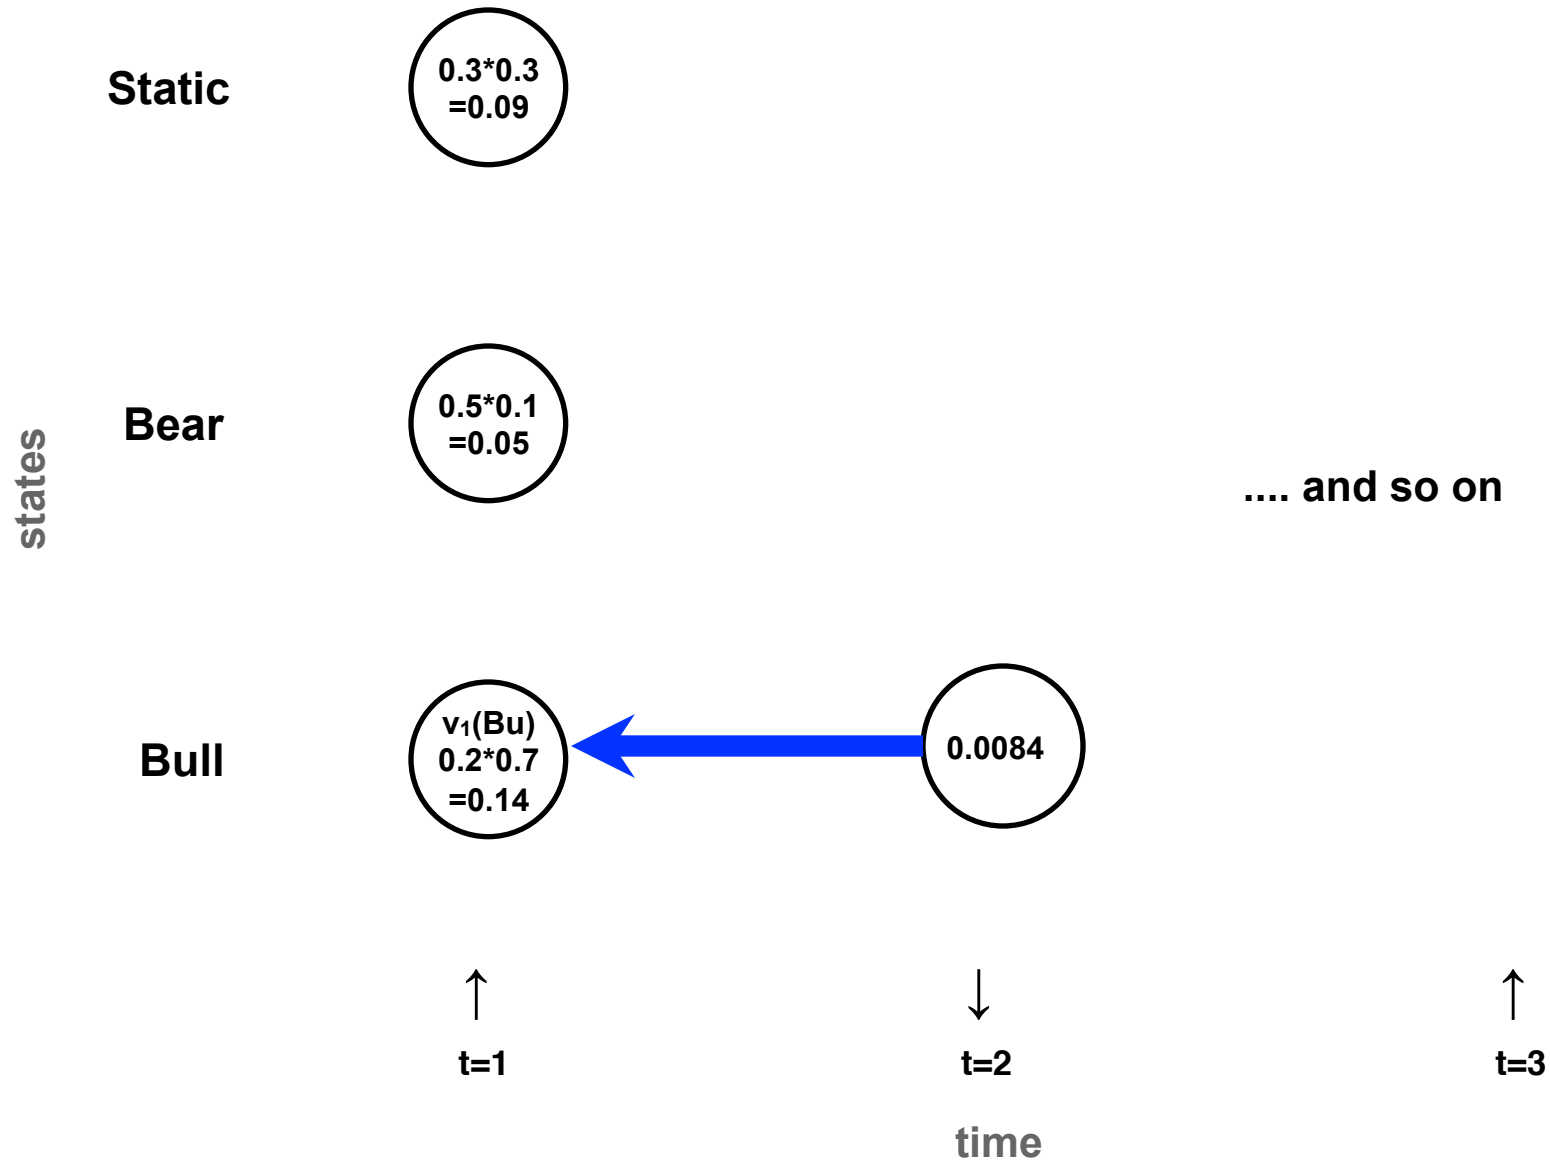 Static
0.3*0.3
=0.09
Bear
0.5*0.1
=0.05
states
.... and so on
Bull
v₁(Bu)
0.2*0.7
=0.14
0.0084
↑ ↓ ↑
t=1 t=2 t=3
time